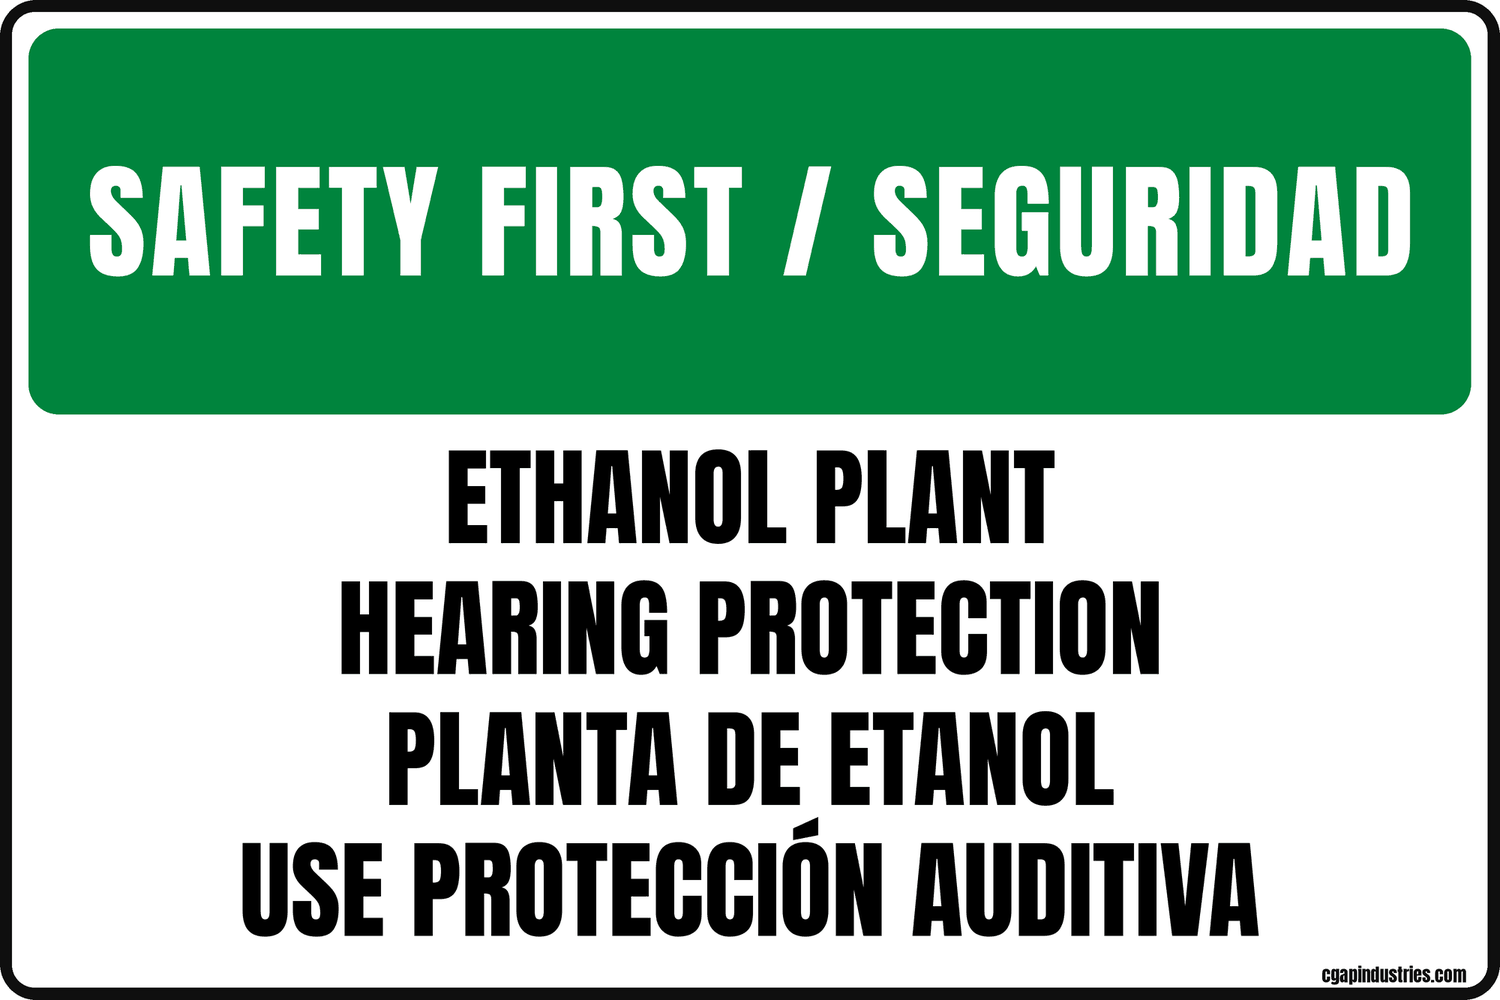 SAFETY FIRST / SEGURIDAD
ETHANOL PLANT
HEARING PROTECTION
PLANTA DE ETANOL
USE PROTECCIÓN AUDITIVA
cgapindustries.com